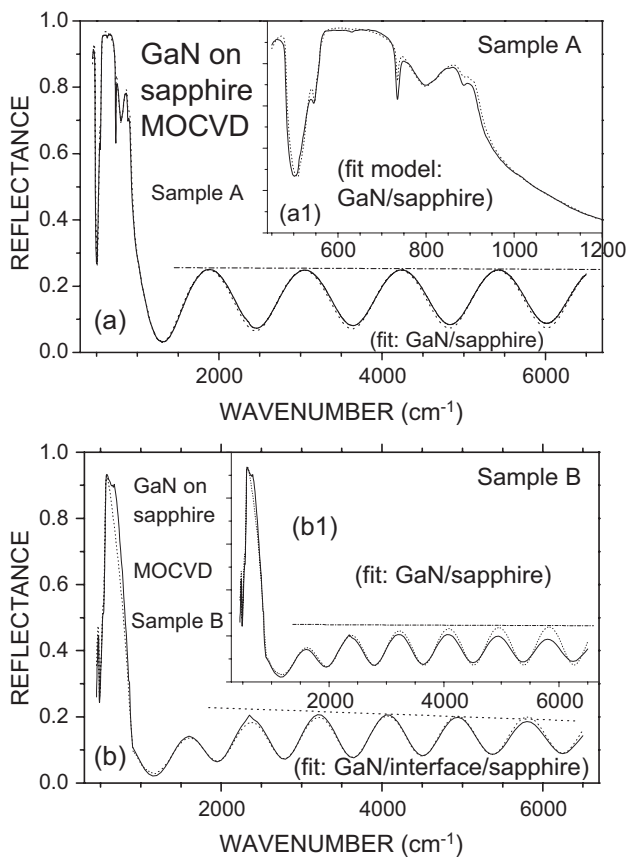 1.0
0.8
0.6
0.4
0.2
0.0
REFLECTANCE
GaN on
sapphire
MOCVD
Sample A
(a)
Sample A
(fit model:
GaN/sapphire)
(a1)
600 800 1000 1200
(fit: GaN/sapphire)
2000 4000 6000
WAVENUMBER (cm⁻¹)
1.0
0.8
0.6
0.4
0.2
0.0
REFLECTANCE
GaN on
sapphire
MOCVD
Sample B
(b)
Sample B
(b1)
(fit: GaN/sapphire)
2000 4000 6000
(fit: GaN/interface/sapphire)
2000 4000 6000
WAVENUMBER (cm⁻¹)